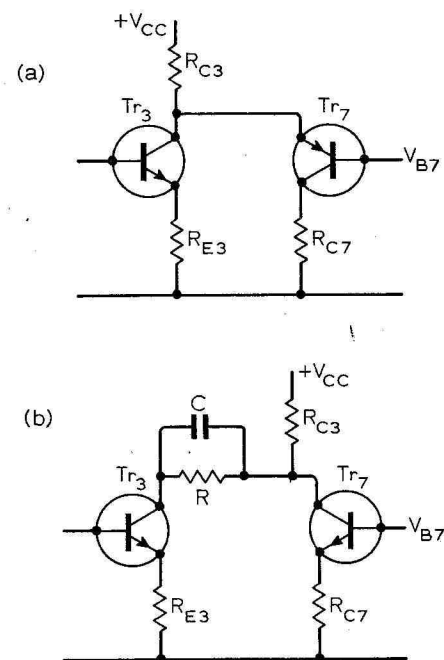 (a)
+VCC
RC3
Tr3
Tr7
VB7
RE3
RC7
(b)
+VCC
C
RC3
Tr3
R
Tr7
VB7
RE3
RC7